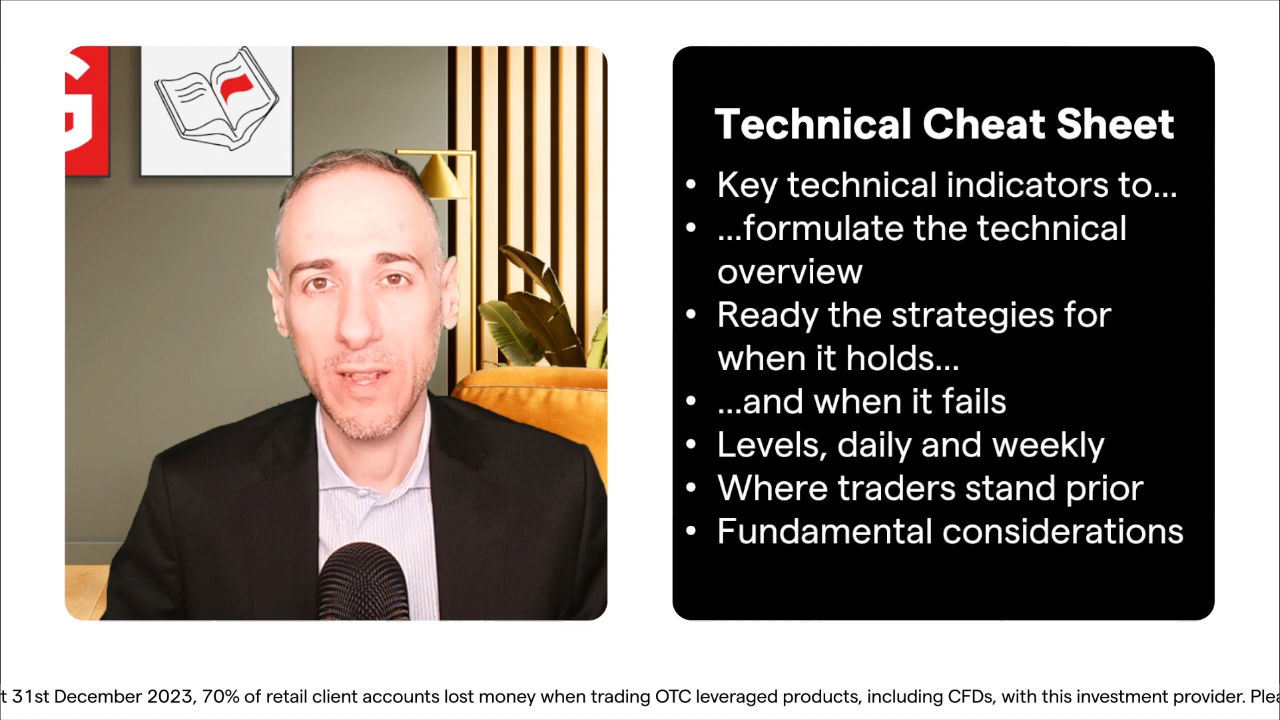 G
Technical Cheat Sheet
• Key technical indicators to...
• ...formulate the technical
overview
• Ready the strategies for
when it holds...
• ...and when it fails
• Levels, daily and weekly
• Where traders stand prior
• Fundamental considerations
t 31st December 2023, 70% of retail client accounts lost money when trading OTC leveraged products, including CFDs, with this investment provider. Plea